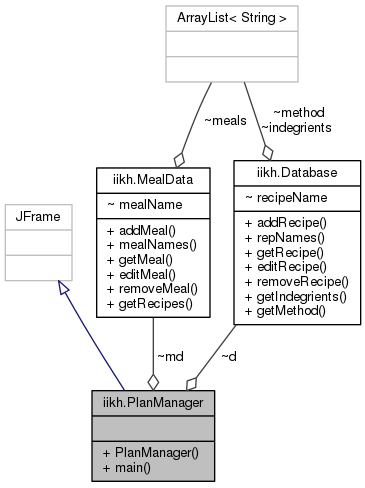 ArrayList< String >
~meals
~method
~indegrients
iikh.MealData
~ mealName
+ addMeal()
+ mealNames()
+ getMeal()
+ editMeal()
+ removeMeal()
+ getRecipes()
iikh.Database
~ recipeName
+ addRecipe()
+ repNames()
+ getRecipe()
+ editRecipe()
+ removeRecipe()
+ getIndegrients()
+ getMethod()
JFrame
~md
~d
iikh.PlanManager
+ PlanManager()
+ main()